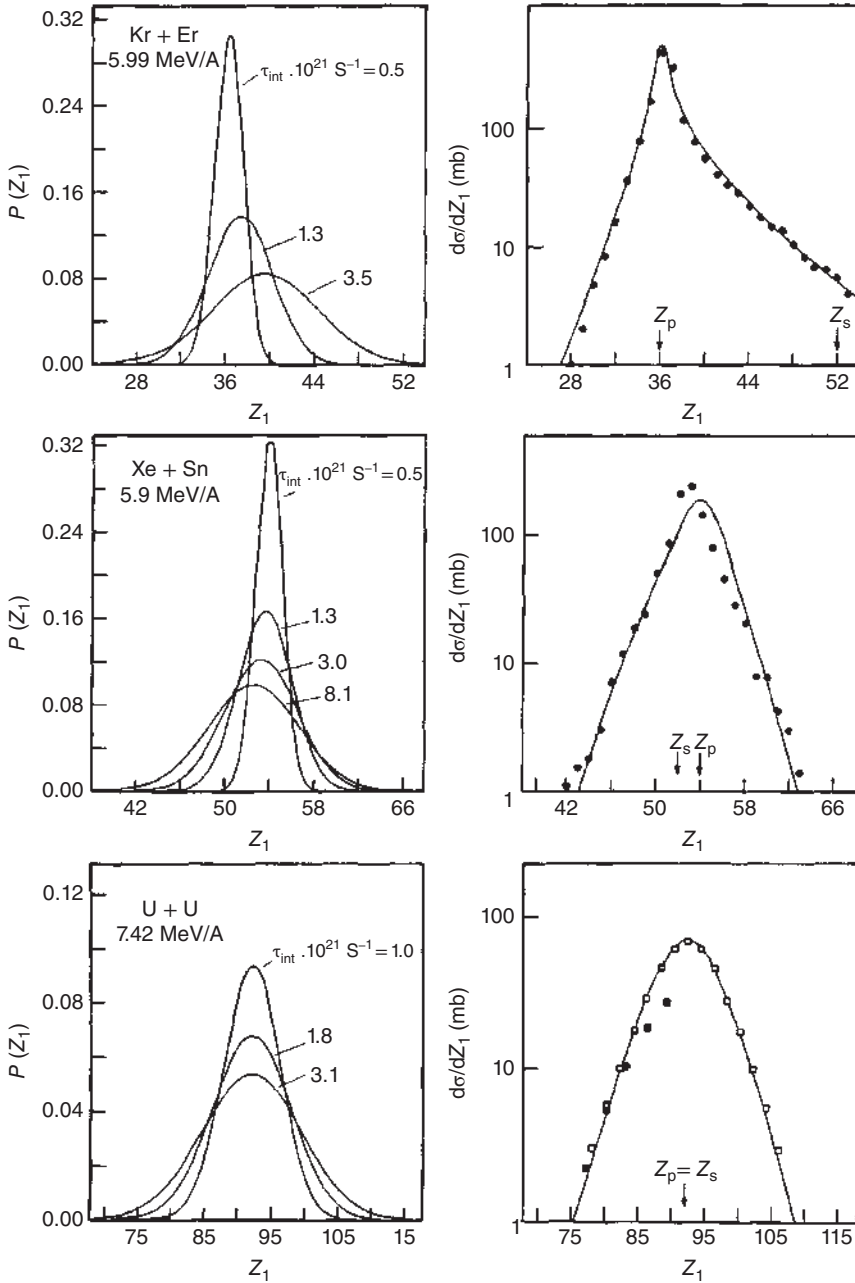 Kr + Er
5.99 MeV/A
τint .10²¹ S⁻¹ = 0.5
1.3
3.5
P (Z₁)
0.32
0.24
0.16
0.08
0.00
28 36 44 52
Z₁
dσ/dZ₁ (mb)
100
10
1
Zp
Zs
28 36 44 52
Z₁
Xe + Sn
5.9 MeV/A
τint .10²¹ S⁻¹ = 0.5
1.3
3.0
8.1
P (Z₁)
0.32
0.24
0.16
0.08
0.00
42 50 58 66
Z₁
dσ/dZ₁ (mb)
100
10
1
Zs Zp
42 50 58 66
Z₁
U + U
7.42 MeV/A
τint .10²¹ S⁻¹ = 1.0
1.8
3.1
P (Z₁)
0.12
0.08
0.04
0.00
75 85 95 105 15
Z₁
dσ/dZ₁ (mb)
100
10
1
Zp = Zs
75 85 95 105 115
Z₁